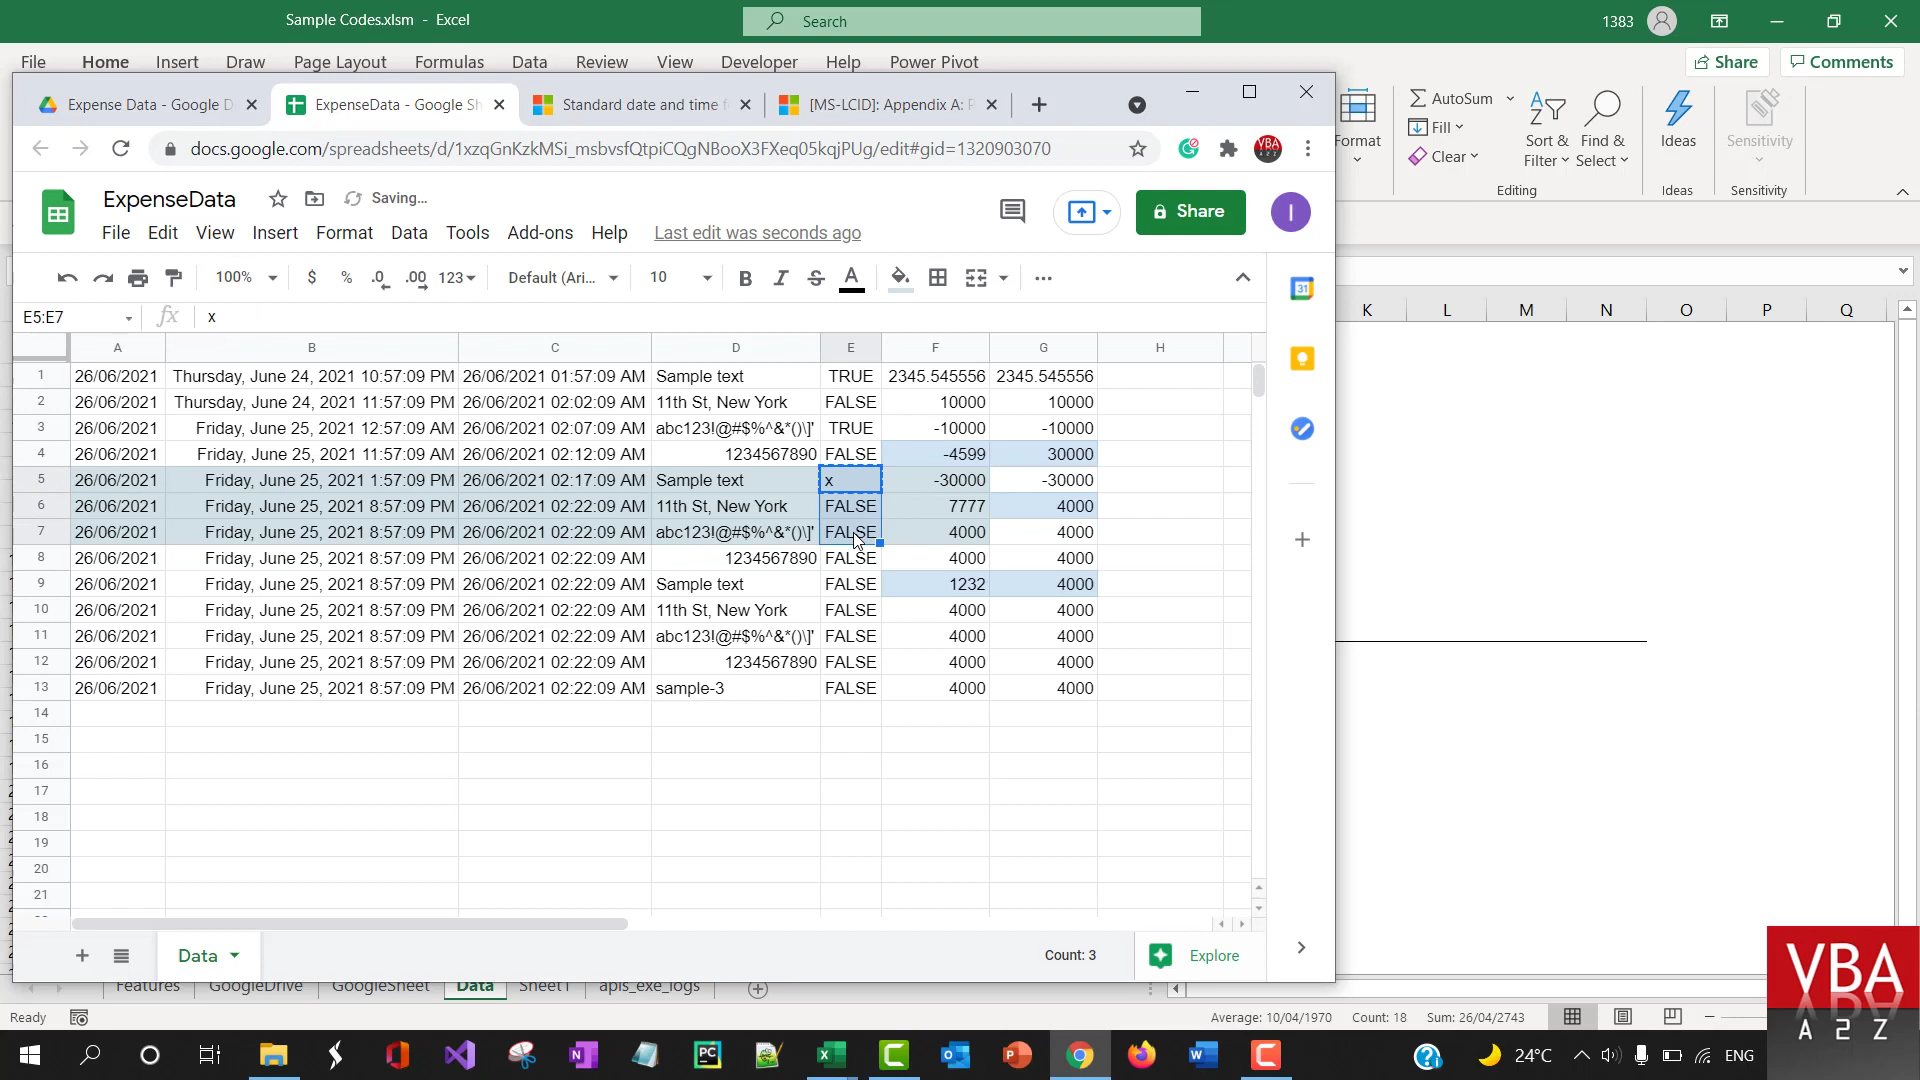 Sample Codes.xlsm - Excel
Search
1383
File Home Insert Draw Page Layout Formulas Data Review View Developer Help Power Pivot
Share
Comments
Expense Data - Google D
ExpenseData - Google Sh
Standard date and time f
[MS-LCID]: Appendix A: P
docs.google.com/spreadsheets/d/1xzqGnKzkMSi_msbvsfQtpiCQgNBooX3FXeq05kqjPUg/edit#gid=1320903070
VBA
ExpenseData
Saving...
File Edit View Insert Format Data Tools Add-ons Help Last edit was seconds ago
Share
I
100% $ % .0 .00 123 Default (Ari... 10 B I S A
E5:E7 fx x
A B C D E F G H
1 26/06/2021 Thursday, June 24, 2021 10:57:09 PM 26/06/2021 01:57:09 AM Sample text TRUE 2345.545556 2345.545556
2 26/06/2021 Thursday, June 24, 2021 11:57:09 PM 26/06/2021 02:02:09 AM 11th St, New York FALSE 10000 10000
3 26/06/2021 Friday, June 25, 2021 12:57:09 AM 26/06/2021 02:07:09 AM abc123!@#$%^&*()\]' TRUE -10000 -10000
4 26/06/2021 Friday, June 25, 2021 11:57:09 AM 26/06/2021 02:12:09 AM 1234567890 FALSE -4599 30000
5 26/06/2021 Friday, June 25, 2021 1:57:09 PM 26/06/2021 02:17:09 AM Sample text x -30000 -30000
6 26/06/2021 Friday, June 25, 2021 8:57:09 PM 26/06/2021 02:22:09 AM 11th St, New York FALSE 7777 4000
7 26/06/2021 Friday, June 25, 2021 8:57:09 PM 26/06/2021 02:22:09 AM abc123!@#$%^&*()\]' FALSE 4000 4000
8 26/06/2021 Friday, June 25, 2021 8:57:09 PM 26/06/2021 02:22:09 AM 1234567890 FALSE 4000 4000
9 26/06/2021 Friday, June 25, 2021 8:57:09 PM 26/06/2021 02:22:09 AM Sample text FALSE 1232 4000
10 26/06/2021 Friday, June 25, 2021 8:57:09 PM 26/06/2021 02:22:09 AM 11th St, New York FALSE 4000 4000
11 26/06/2021 Friday, June 25, 2021 8:57:09 PM 26/06/2021 02:22:09 AM abc123!@#$%^&*()\]' FALSE 4000 4000
12 26/06/2021 Friday, June 25, 2021 8:57:09 PM 26/06/2021 02:22:09 AM 1234567890 FALSE 4000 4000
13 26/06/2021 Friday, June 25, 2021 8:57:09 PM 26/06/2021 02:22:09 AM sample-3 FALSE 4000 4000
14
15
16
17
18
19
20
21
Data
Count: 3
Explore
31
Format
AutoSum
Fill
Clear
Sort & Filter
Find & Select
Ideas
Sensitivity
Editing
Ideas
Sensitivity
K L M N O P Q
Features GoogleDrive GoogleSheet Data Sheet1 apis_exe_logs
Ready
Average: 10/04/1970 Count: 18 Sum: 26/04/2743
24°C
ENG
VBA
A 2 Z